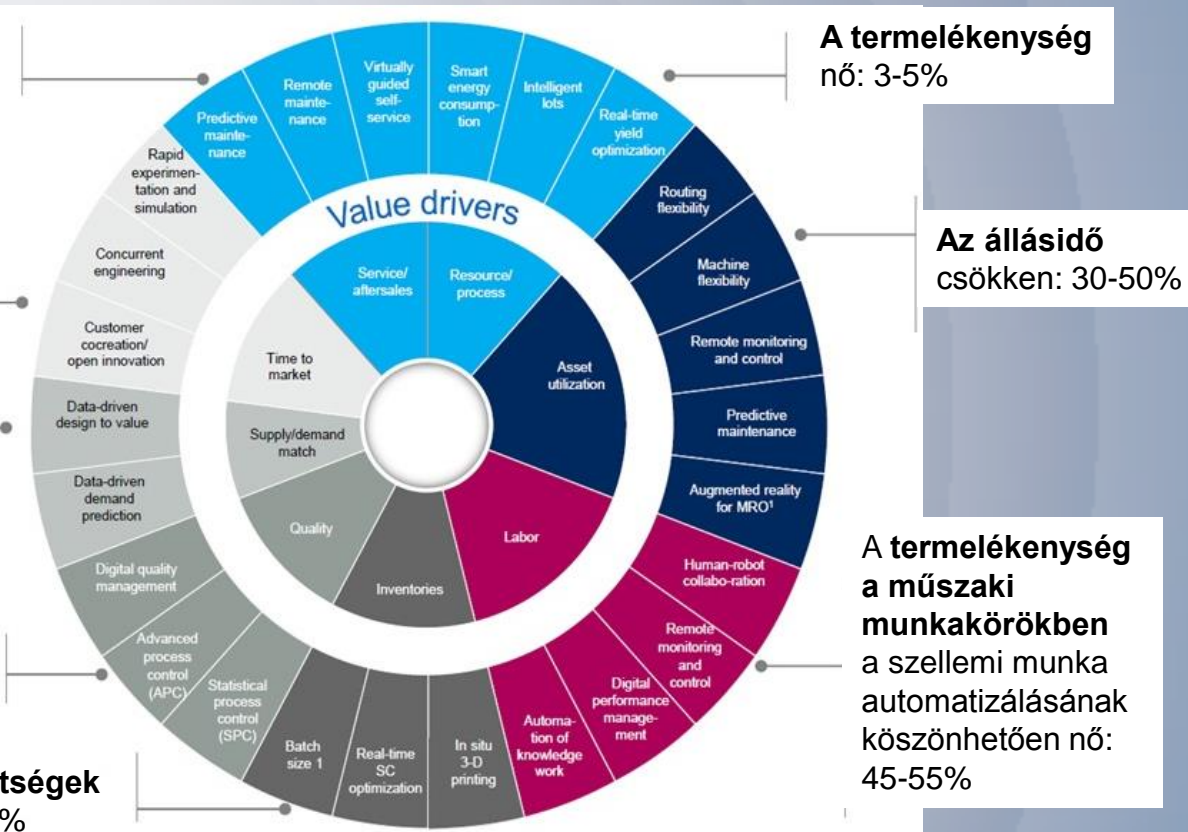 A termelékenység
nő: 3-5%
Az állásidő
csökken: 30-50%
A termelékenység
a műszaki
munkakörökben
a szellemi munka
automatizálásának
köszönhetően nő:
45-55%
%
Value drivers
Service/
aftersales
Resource/
process
Asset
utilization
Labor
Inventories
Quality
Supply/demand
match
Time to
market
Predictive
mainte-
nance
Remote
mainte-
nance
Virtually
guided
self-
service
Smart
energy
consump-
tion
Intelligent
lots
Real-time
yield
optimization
Routing
flexibility
Machine
flexibility
Remote monitoring
and control
Predictive
maintenance
Augmented reality
for MRO¹
Human-robot
collabo-ration
Remote
monitoring
and
control
Digital
performance
manage-
ment
Automa-
tion of
knowledge
work
In situ
3-D
printing
Real-time
SC
optimization
Batch
size 1
Statistical
process
control
(SPC)
Advanced
process
control
(APC)
Digital quality
management
Data-driven
demand
prediction
Data-driven
design to value
Customer
cocreation/
open innovation
Concurrent
engineering
Rapid
experimen-
tation and
simulation